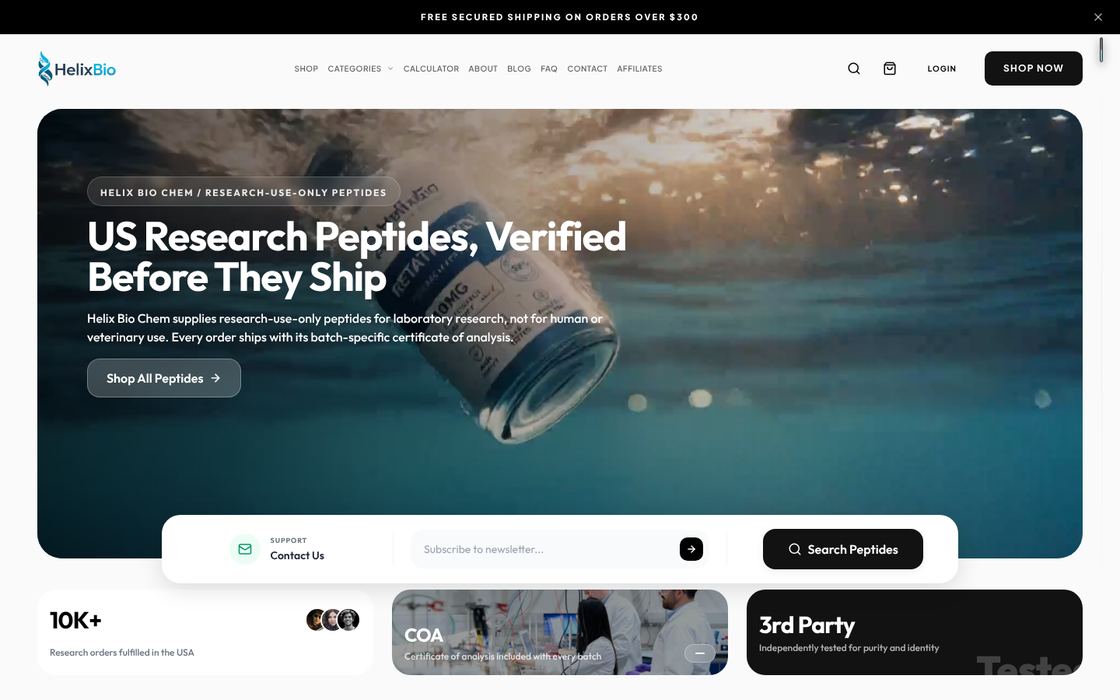 FREE SECURED SHIPPING ON ORDERS OVER $300
HelixBio
SHOP CATEGORIES CALCULATOR ABOUT BLOG FAQ CONTACT AFFILIATES
LOGIN
SHOP NOW
HELIX BIO CHEM / RESEARCH-USE-ONLY PEPTIDES
US Research Peptides, Verified
Before They Ship
Helix Bio Chem supplies research-use-only peptides for laboratory research, not for human or
veterinary use. Every order ships with its batch-specific certificate of analysis.
Shop All Peptides
SUPPORT
Contact Us
Subscribe to newsletter...
Search Peptides
10K+
Research orders fulfilled in the USA
COA
Certificate of analysis included with every batch
3rd Party
Independently tested for purity and identity